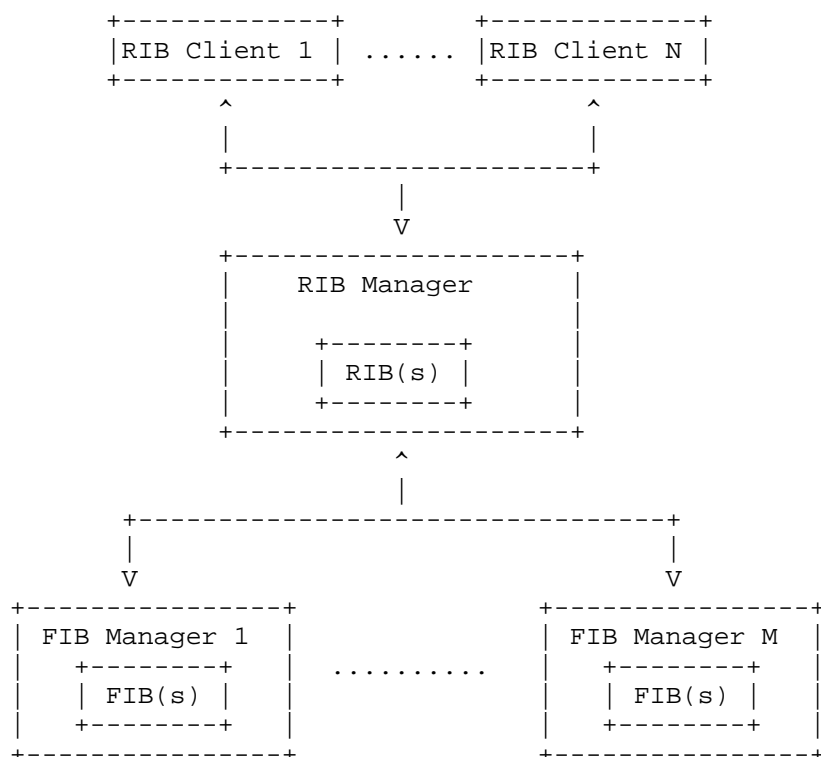 RIB Client 1 ...... RIB Client N
RIB Manager
RIB(s)
FIB Manager 1 .......... FIB Manager M
FIB(s) FIB(s)